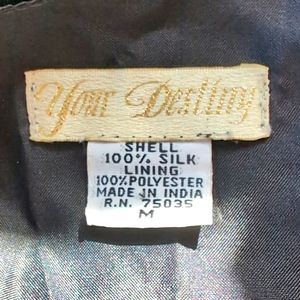 Your Destiny
SHELL
100% SILK
LINING
100% POLYESTER
MADE IN INDIA
R.N. 75035
M